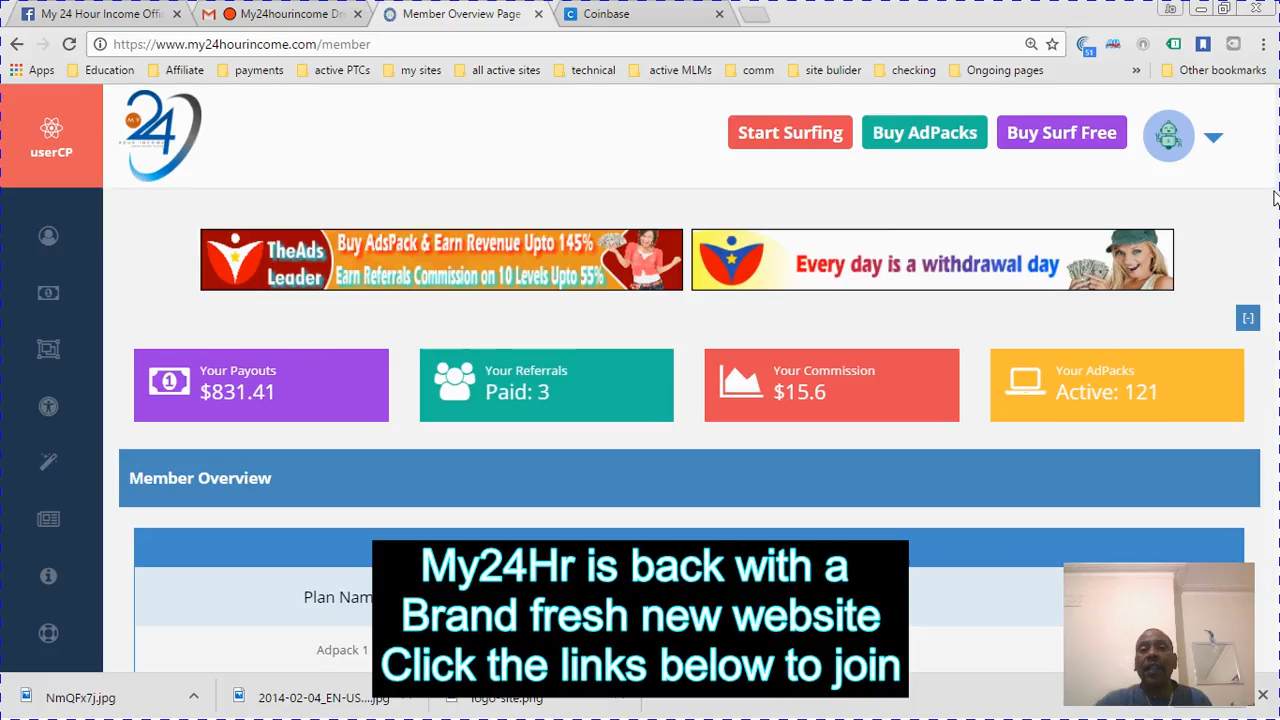 My 24 Hour Income Offi
My24hourincome Dr
Member Overview Page
Coinbase
https://www.my24hourincome.com/member
51
1
Apps
Education
Affiliate
payments
active PTCs
my sites
all active sites
technical
active MLMs
comm
site builder
checking
Ongoing pages
»
Other bookmarks
userCP
MY
24
Start Surfing
Buy AdPacks
Buy Surf Free
TheAds
Leader
Buy AdsPack & Earn Revenue Upto 145%
Earn Referrals Commission on 10 Levels Upto 55%
Every day is a withdrawal day
[-]
Your Payouts
$831.41
Your Referrals
Paid: 3
Your Commission
$15.6
Your AdPacks
Active: 121
Member Overview
Plan Nam
Adpack 1
My24Hr is back with a
Brand fresh new website
Click the links below to join
NmQFx7j.jpg
2014-02-04_EN-US....jpg
logo-site.png